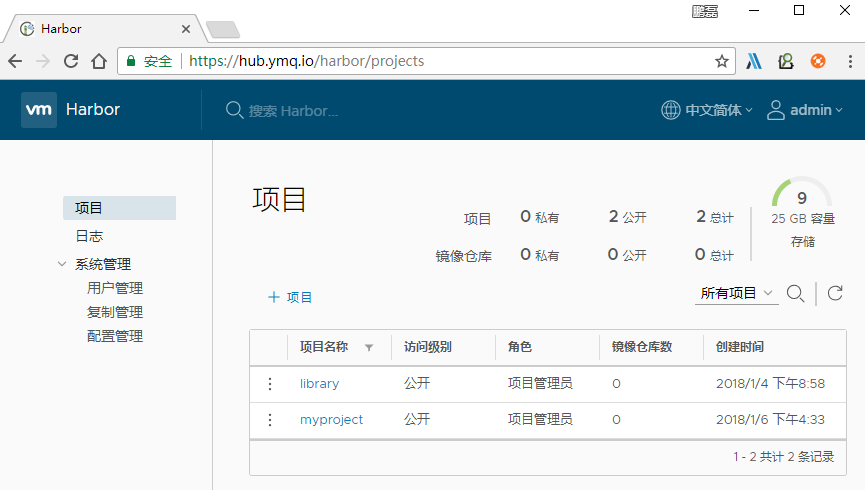 鹏磊
Harbor
安全 https://hub.ymq.io/harbor/projects
vm Harbor 搜索 Harbor... 中文简体 admin
项目
日志
系统管理
用户管理
复制管理
配置管理
项目
项目 0 私有 2 公开 2 总计
镜像仓库 0 私有 0 公开 0 总计
9
25 GB 容量
存储
+ 项目
所有项目
项目名称 访问级别 角色 镜像仓库数 创建时间
library 公开 项目管理员 0 2018/1/4 下午8:58
myproject 公开 项目管理员 0 2018/1/6 下午4:33
1 - 2 共计 2 条记录